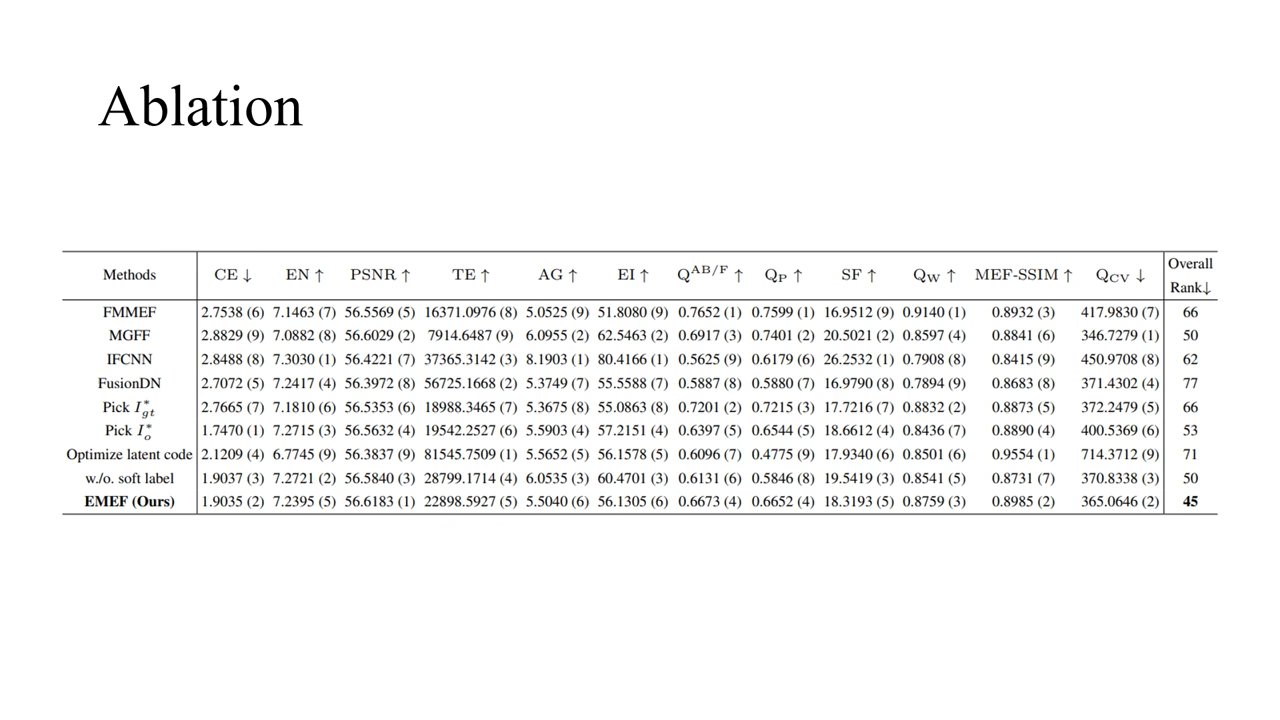 Ablation
Methods CE ↓ EN ↑ PSNR ↑ TE ↑ AG ↑ EI ↑ Q^{AB/F} ↑ Q_P ↑ SF ↑ Q_W ↑ MEF-SSIM ↑ Q_{CV} ↓ Overall Rank↓
FMMEF 2.7538 (6) 7.1463 (7) 56.5569 (5) 16371.0976 (8) 5.0525 (9) 51.8080 (9) 0.7652 (1) 0.7599 (1) 16.9512 (9) 0.9140 (1) 0.8932 (3) 417.9830 (7) 66
MGFF 2.8829 (9) 7.0882 (8) 56.6029 (2) 7914.6487 (9) 6.0955 (2) 62.5463 (2) 0.6917 (3) 0.7401 (2) 20.5021 (2) 0.8597 (4) 0.8841 (6) 346.7279 (1) 50
IFCNN 2.8488 (8) 7.3030 (1) 56.4221 (7) 37365.3142 (3) 8.1903 (1) 80.4166 (1) 0.5625 (9) 0.6179 (6) 26.2532 (1) 0.7908 (8) 0.8415 (9) 450.9708 (8) 62
FusionDN 2.7072 (5) 7.2417 (4) 56.3972 (8) 56725.1668 (2) 5.3749 (7) 55.5588 (7) 0.5887 (8) 0.5880 (7) 16.9790 (8) 0.7894 (9) 0.8683 (8) 371.4302 (4) 77
Pick I^*_{gt} 2.7665 (7) 7.1810 (6) 56.5353 (6) 18988.3465 (7) 5.3675 (8) 55.0863 (8) 0.7201 (2) 0.7215 (3) 17.7216 (7) 0.8832 (2) 0.8873 (5) 372.2479 (5) 66
Pick I^*_o 1.7470 (1) 7.2715 (3) 56.5632 (4) 19542.2527 (6) 5.5903 (4) 57.2151 (4) 0.6397 (5) 0.6544 (5) 18.6612 (4) 0.8436 (7) 0.8890 (4) 400.5369 (6) 53
Optimize latent code 2.1209 (4) 6.7745 (9) 56.3837 (9) 81545.7509 (1) 5.5652 (5) 56.1578 (5) 0.6096 (7) 0.4775 (9) 17.9340 (6) 0.8501 (6) 0.9554 (1) 714.3712 (9) 71
w./o. soft label 1.9037 (3) 7.2721 (2) 56.5840 (3) 28799.1714 (4) 6.0535 (3) 60.4701 (3) 0.6131 (6) 0.5846 (8) 19.5419 (3) 0.8541 (5) 0.8731 (7) 370.8338 (3) 50
EMEF (Ours) 1.9035 (2) 7.2395 (5) 56.6183 (1) 22898.5927 (5) 5.5040 (6) 56.1305 (6) 0.6673 (4) 0.6652 (4) 18.3193 (5) 0.8759 (3) 0.8985 (2) 365.0646 (2) 45